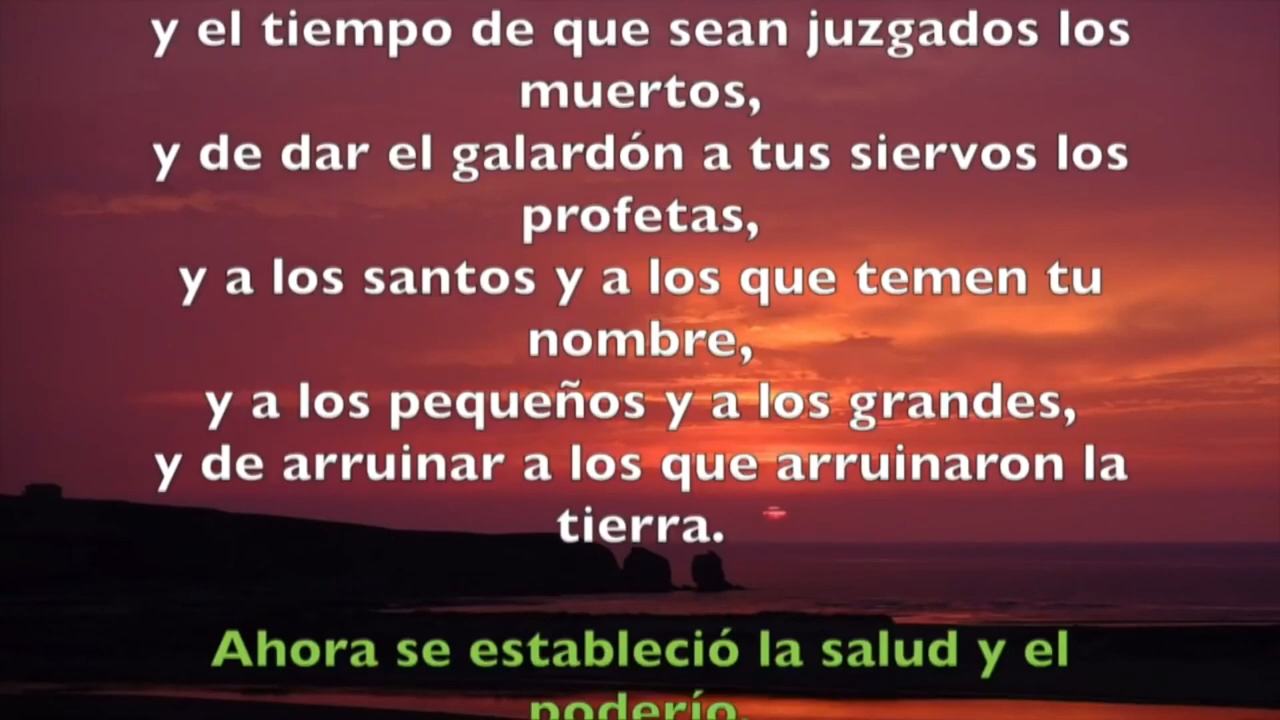 y el tiempo de que sean juzgados los
muertos,
y de dar el galardón a tus siervos los
profetas,
y a los santos y a los que temen tu
nombre,
y a los pequeños y a los grandes,
y de arruinar a los que arruinaron la
tierra.
Ahora se estableció la salud y el
poderío,